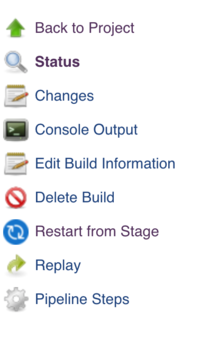 Back to Project
Status
Changes
Console Output
Edit Build Information
Delete Build
Restart from Stage
Replay
Pipeline Steps